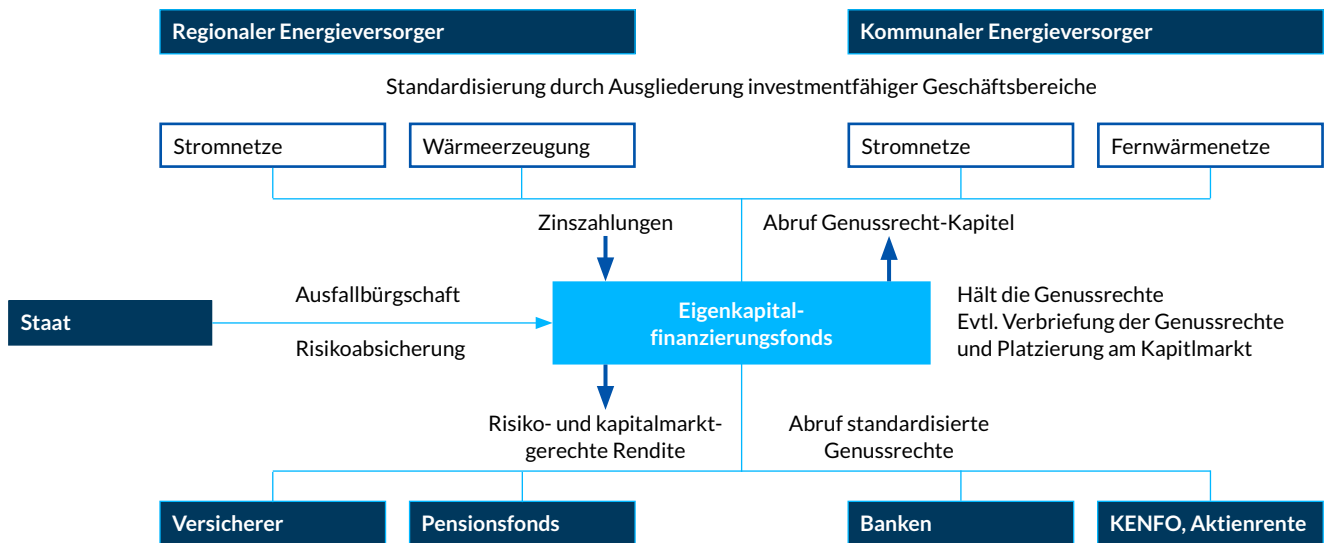 Regionaler Energieversorger
Kommunaler Energieversorger
Standardisierung durch Ausgliederung investmentfähiger Geschäftsbereiche
Stromnetze
Wärmeerzeugung
Stromnetze
Fernwärmenetze
Zinszahlungen
Abruf Genussrecht-Kapitel
Staat
Ausfallbürgschaft
Risikoabsicherung
Eigenkapital-
finanzierungsfonds
Hält die Genussrechte
Evtl. Verbriefung der Genussrechte
und Platzierung am Kapitlmarkt
Risiko- und kapitalmarkt-
gerechte Rendite
Abruf standardisierte
Genussrechte
Versicherer
Pensionsfonds
Banken
KENFO, Aktienrente